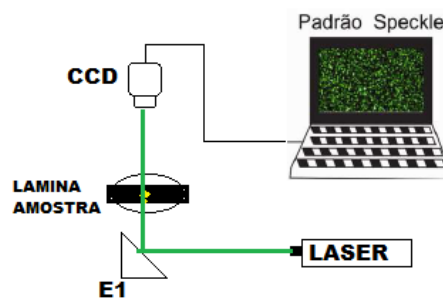 Padrão Speckle
CCD
LAMINA
AMOSTRA
LASER
E1